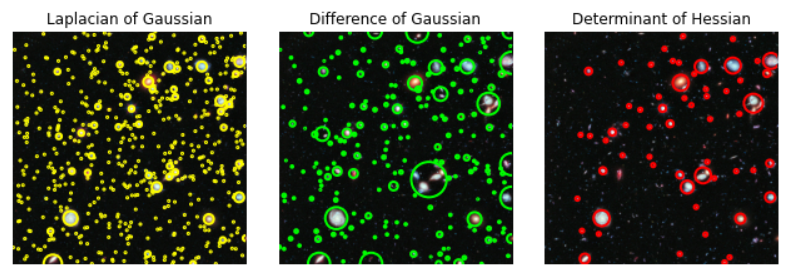 Laplacian of Gaussian
Difference of Gaussian
Determinant of Hessian